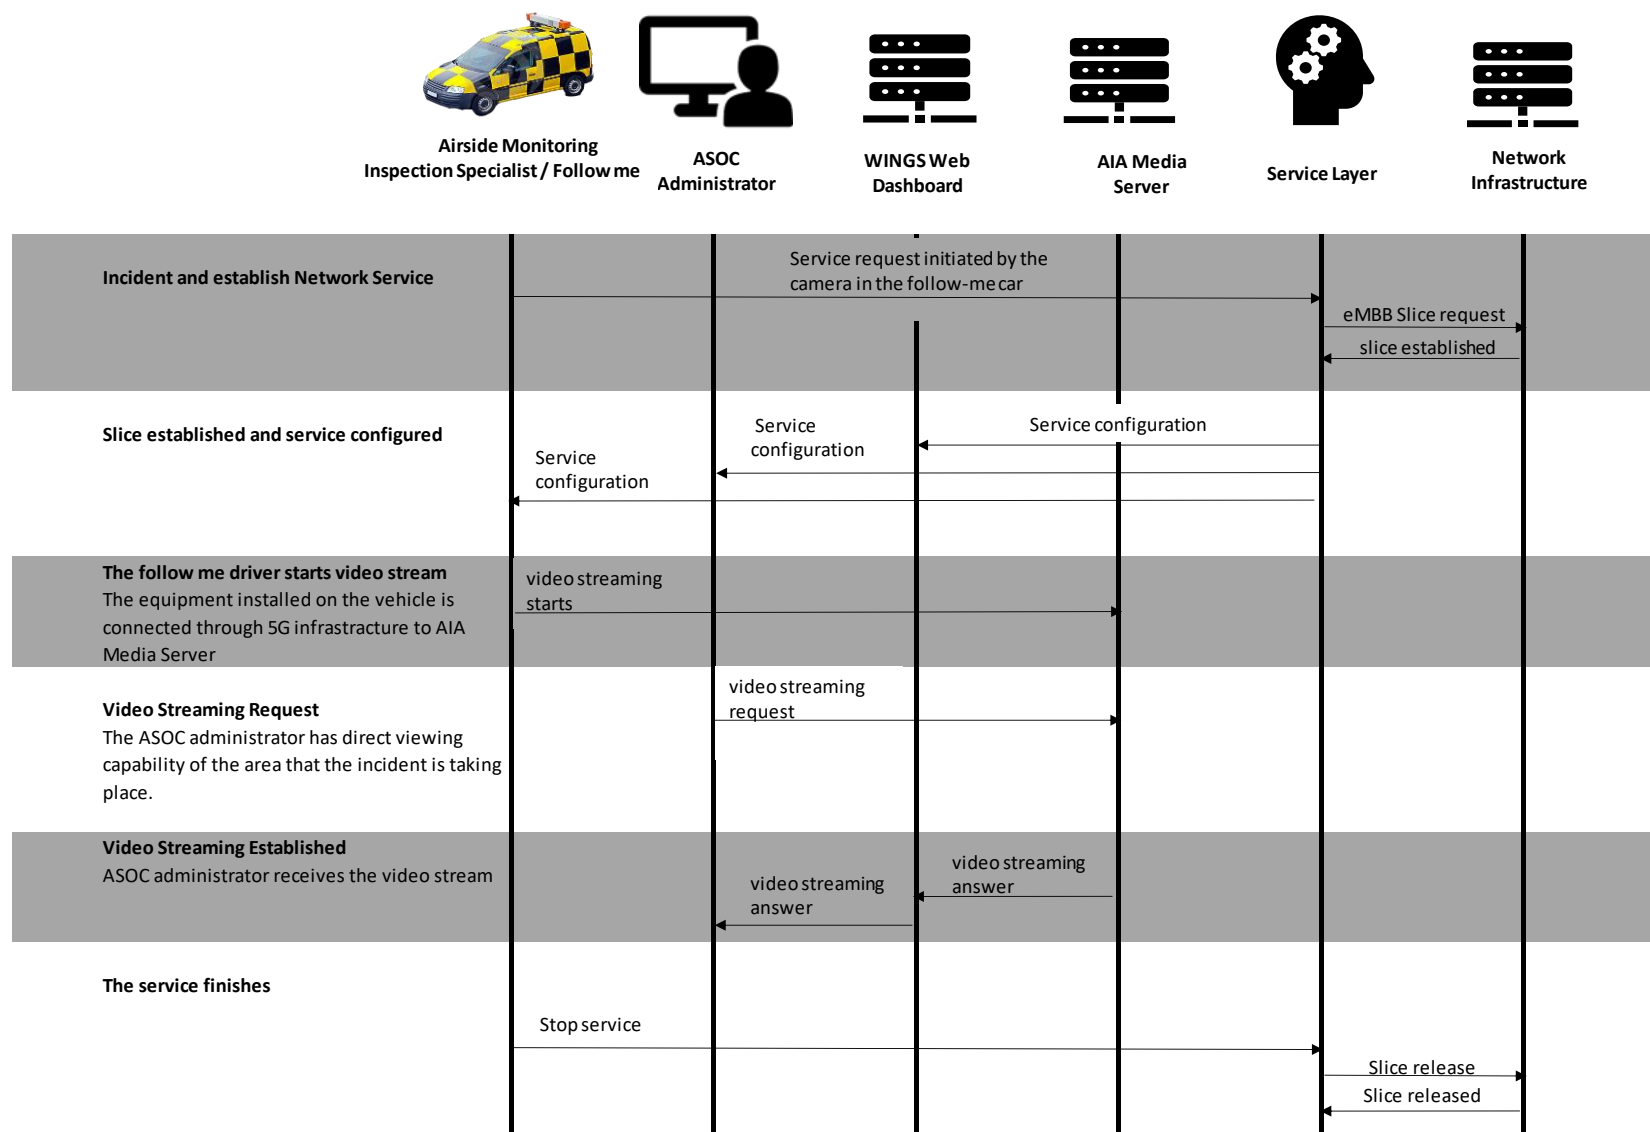 Airside Monitoring
Inspection Specialist / Follow me
ASOC
Administrator
WINGS Web
Dashboard
AIA Media
Server
Service Layer
Network
Infrastructure
Incident and establish Network Service
Service request initiated by the
camera in the follow-me car
eMBB Slice request
slice established
Slice established and service configured
Service configuration
Service
configuration
Service
configuration
The follow me driver starts video stream
The equipment installed on the vehicle is
connected through 5G infrastracture to AIA
Media Server
video streaming
starts
Video Streaming Request
The ASOC administrator has direct viewing
capability of the area that the incident is taking
place.
video streaming
request
Video Streaming Established
ASOC administrator receives the video stream
video streaming
answer
video streaming
answer
The service finishes
Stop service
Slice release
Slice released